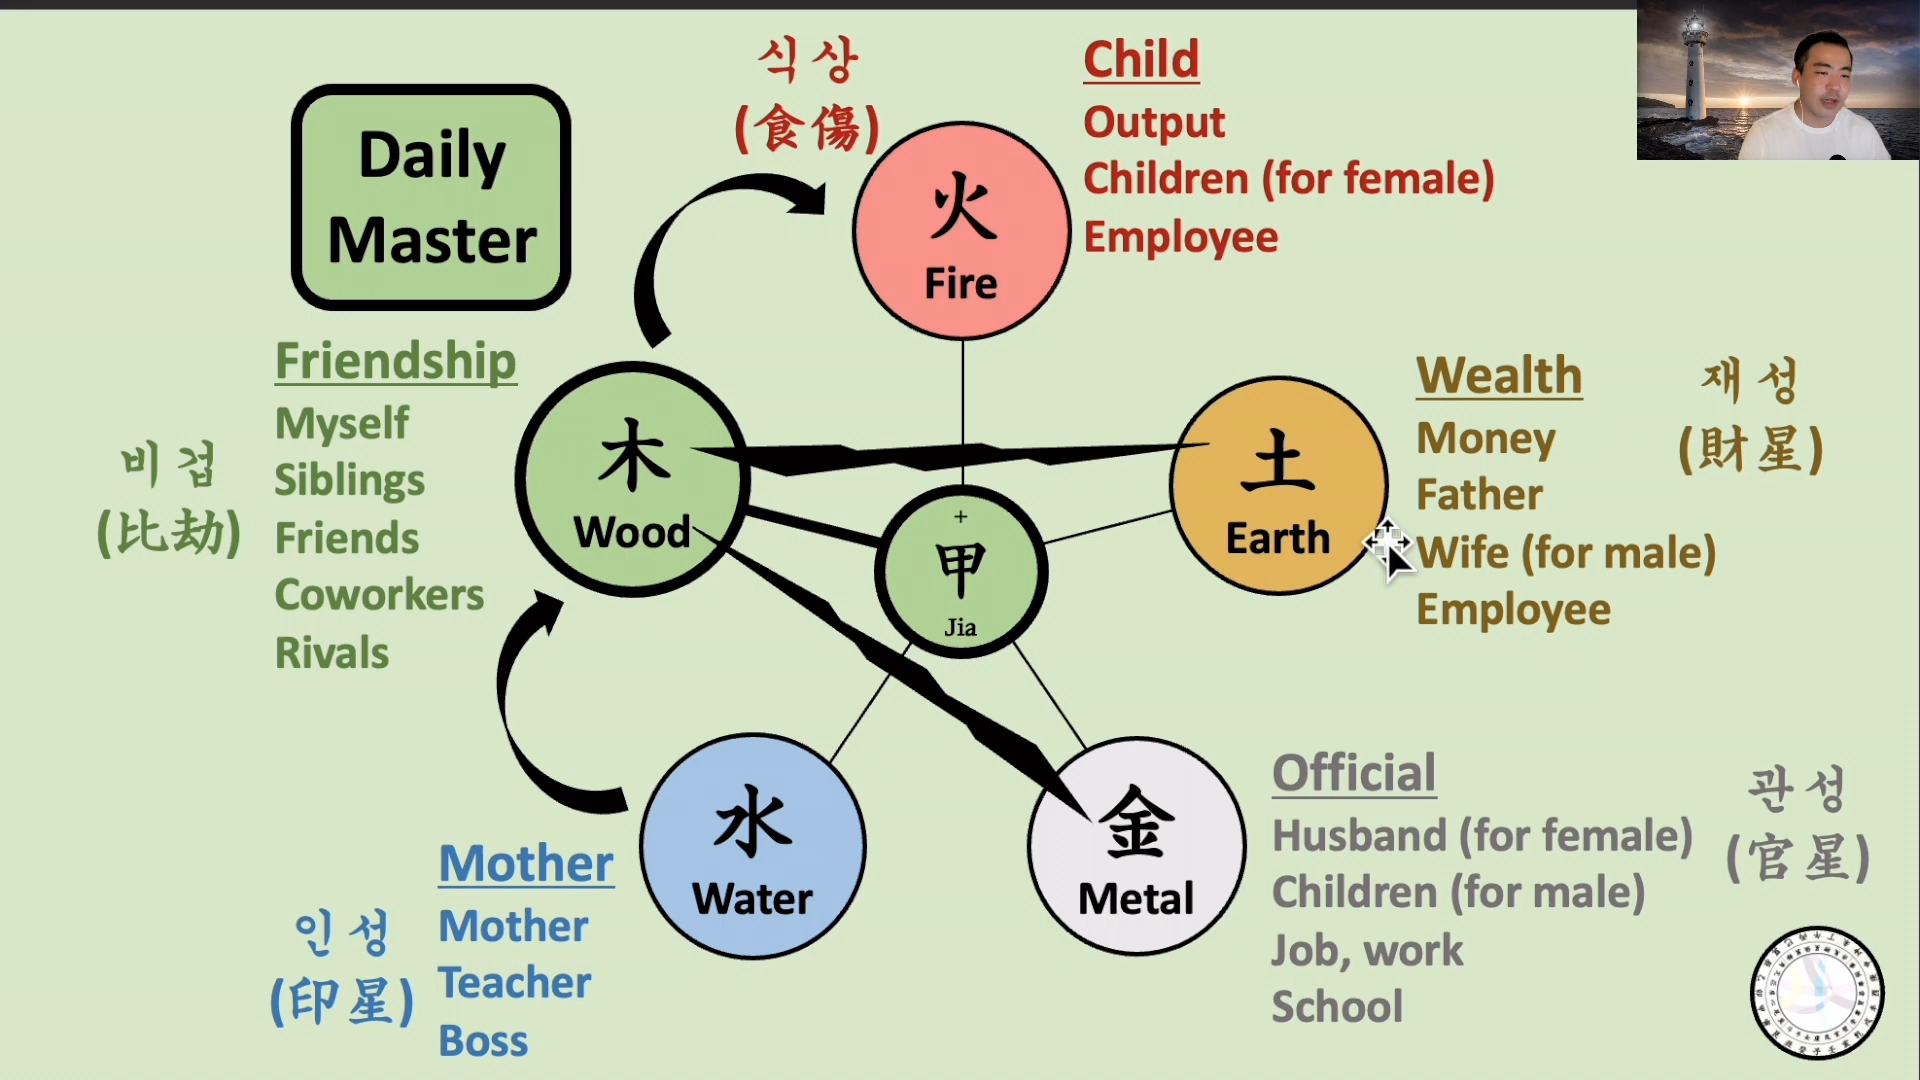 Daily
Master
식상
(食傷)
Child
Output
Children (for female)
Employee
火
Fire
Friendship
Myself
Siblings
Friends
Coworkers
Rivals
비겁
(比劫)
木
Wood
土
Earth
Wealth
Money
Father
Wife (for male)
Employee
재성
(財星)
+
甲
Jia
水
Water
Mother
Mother
Teacher
Boss
인성
(印星)
金
Metal
Official
Husband (for female)
Children (for male)
Job, work
School
관성
(官星)